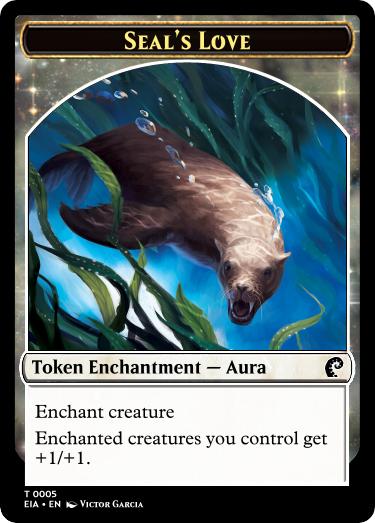 Seal's Love
Token Enchantment — Aura
Enchant creature
Enchanted creatures you control get
+1/+1.
T 0005
EIA • EN Victor Garcia